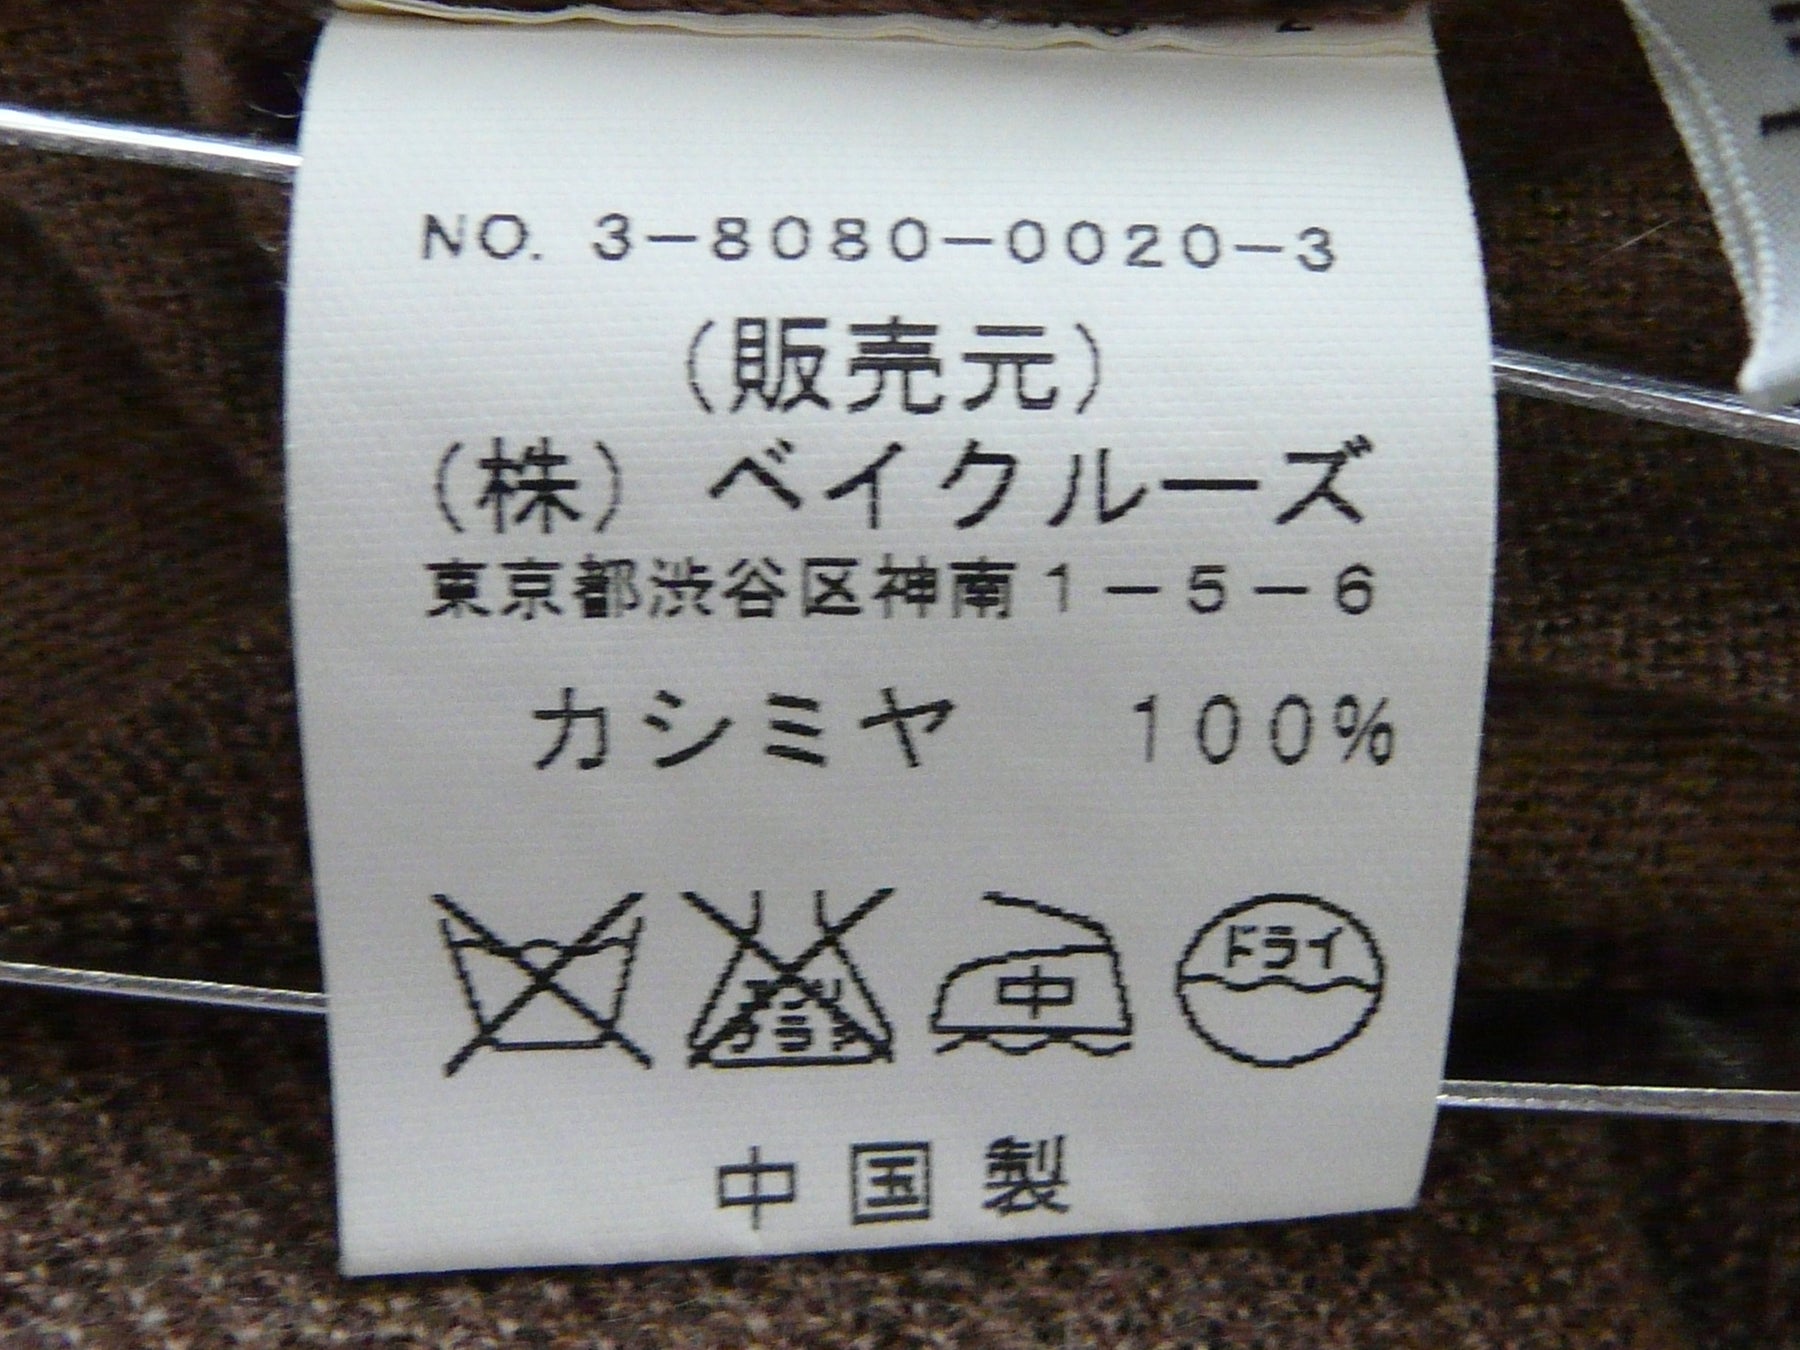 NO. 3-8080-0020-3
(販売元)
(株) ベイクルーズ
東京都渋谷区神南1-5-6
カシミヤ 100%
中 ドライ
中国製